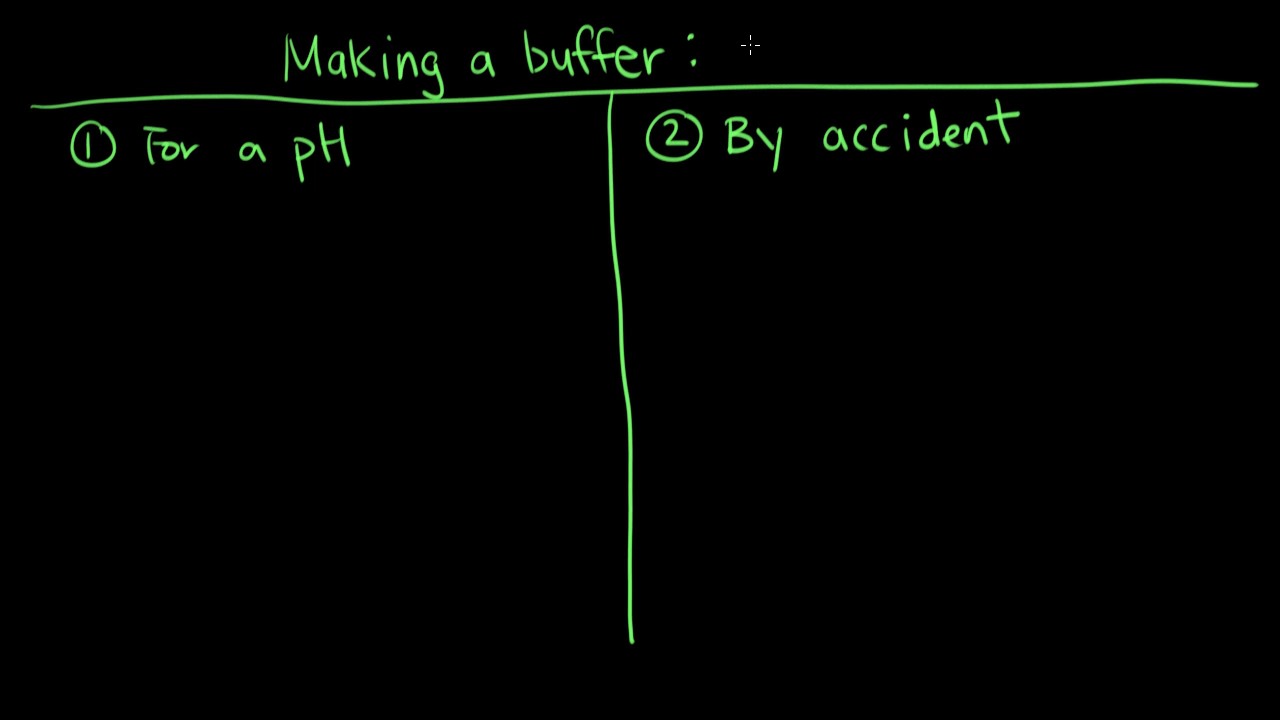 Making a buffer:
① For a pH
② By accident